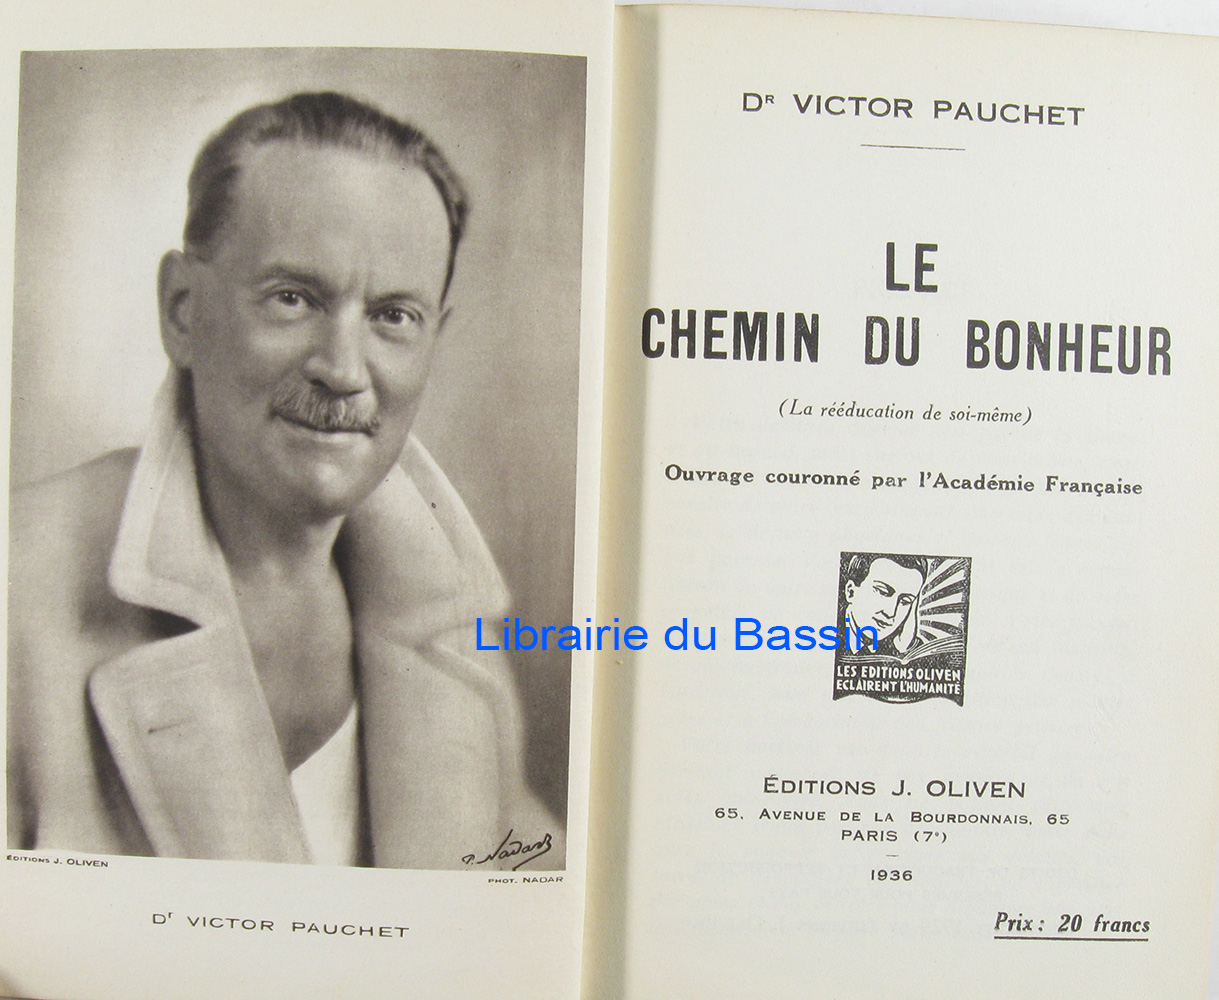 P. Nadar
ÉDITIONS J. OLIVEN
PHOT. NADAR
Dr VICTOR PAUCHET
DR VICTOR PAUCHET
LE
CHEMIN DU BONHEUR
(La rééducation de soi-même)
Ouvrage couronné par l'Académie Française
Librairie du Bassin
LES EDITIONS OLIVEN
ECLAIRENT L'HUMANITÉ
ÉDITIONS J. OLIVEN
65, AVENUE DE LA BOURDONNAIS, 65
PARIS (7e)
1936
Prix : 20 francs